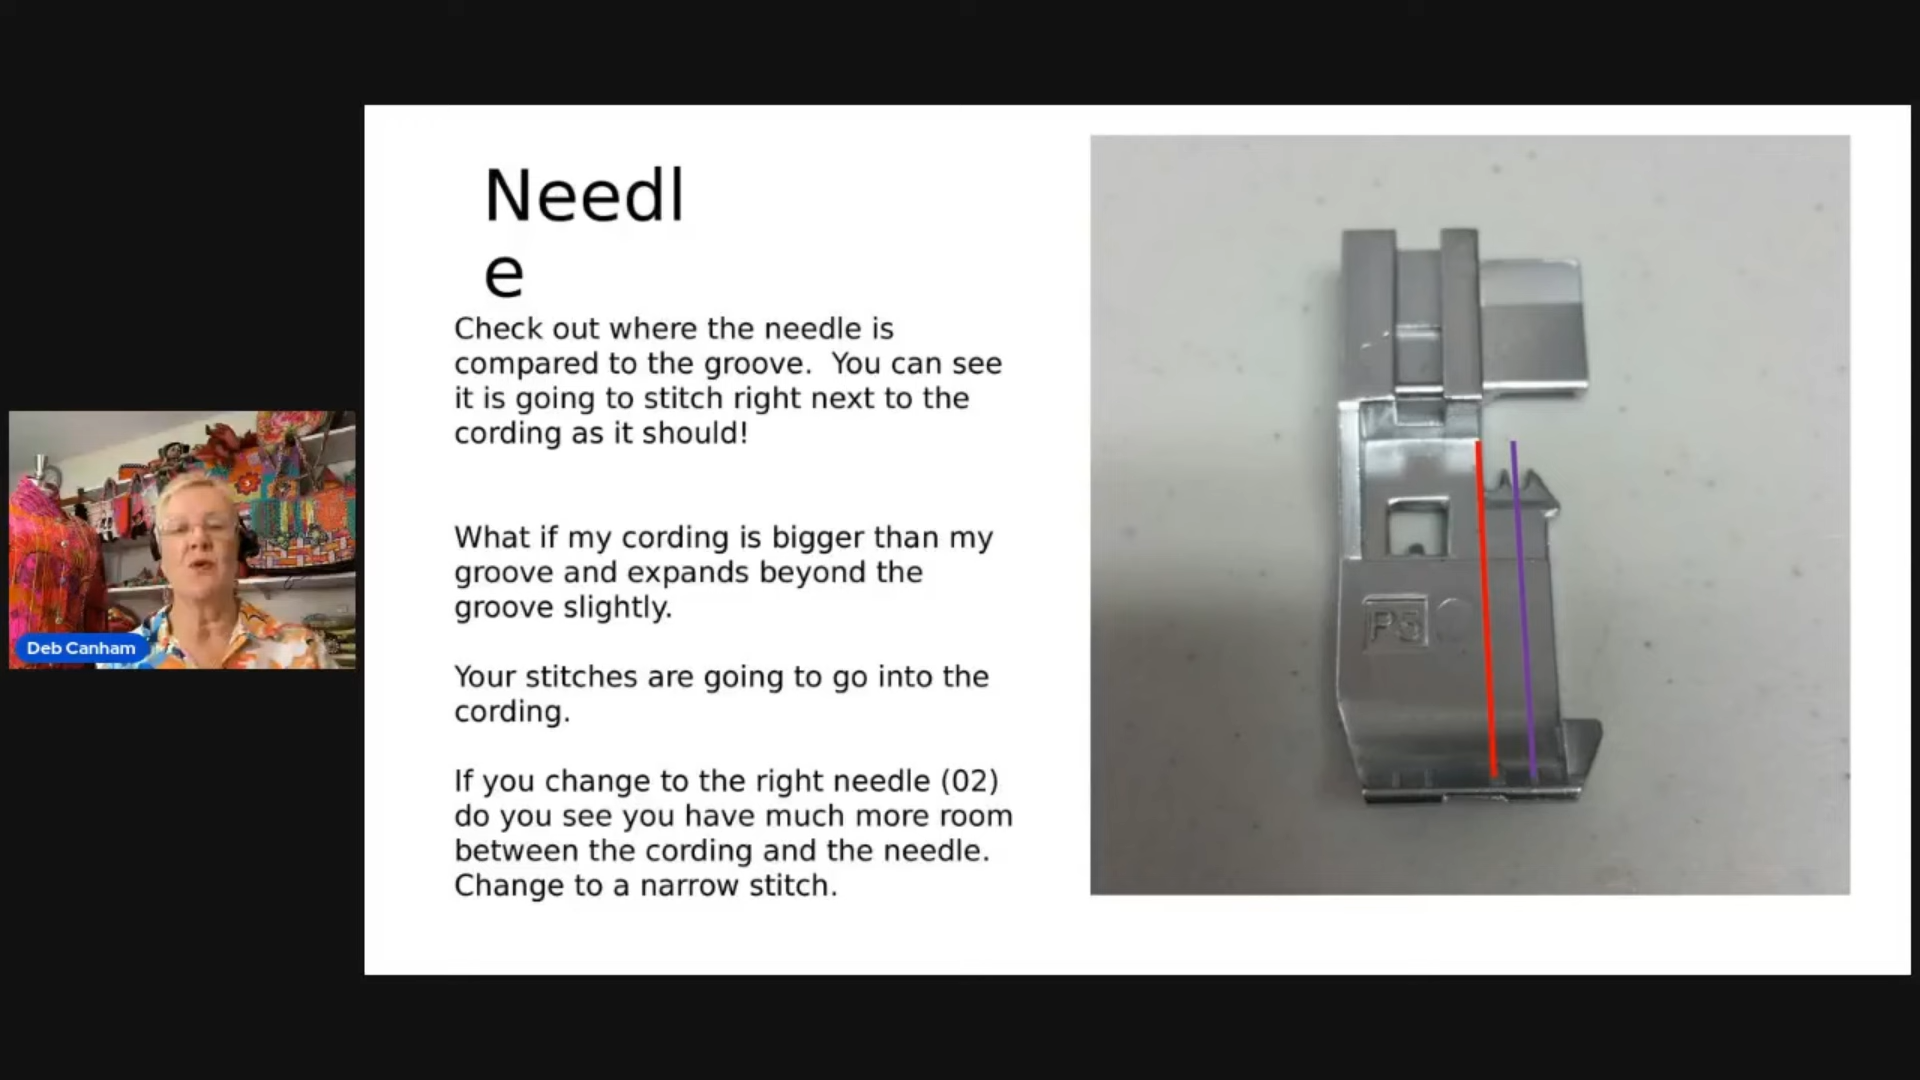 Needl
e
Check out where the needle is
compared to the groove.  You can see
it is going to stitch right next to the
cording as it should!
What if my cording is bigger than my
groove and expands beyond the
groove slightly.
Your stitches are going to go into the
cording.
If you change to the right needle (02)
do you see you have much more room
between the cording and the needle.
Change to a narrow stitch.
P5
Deb Canham